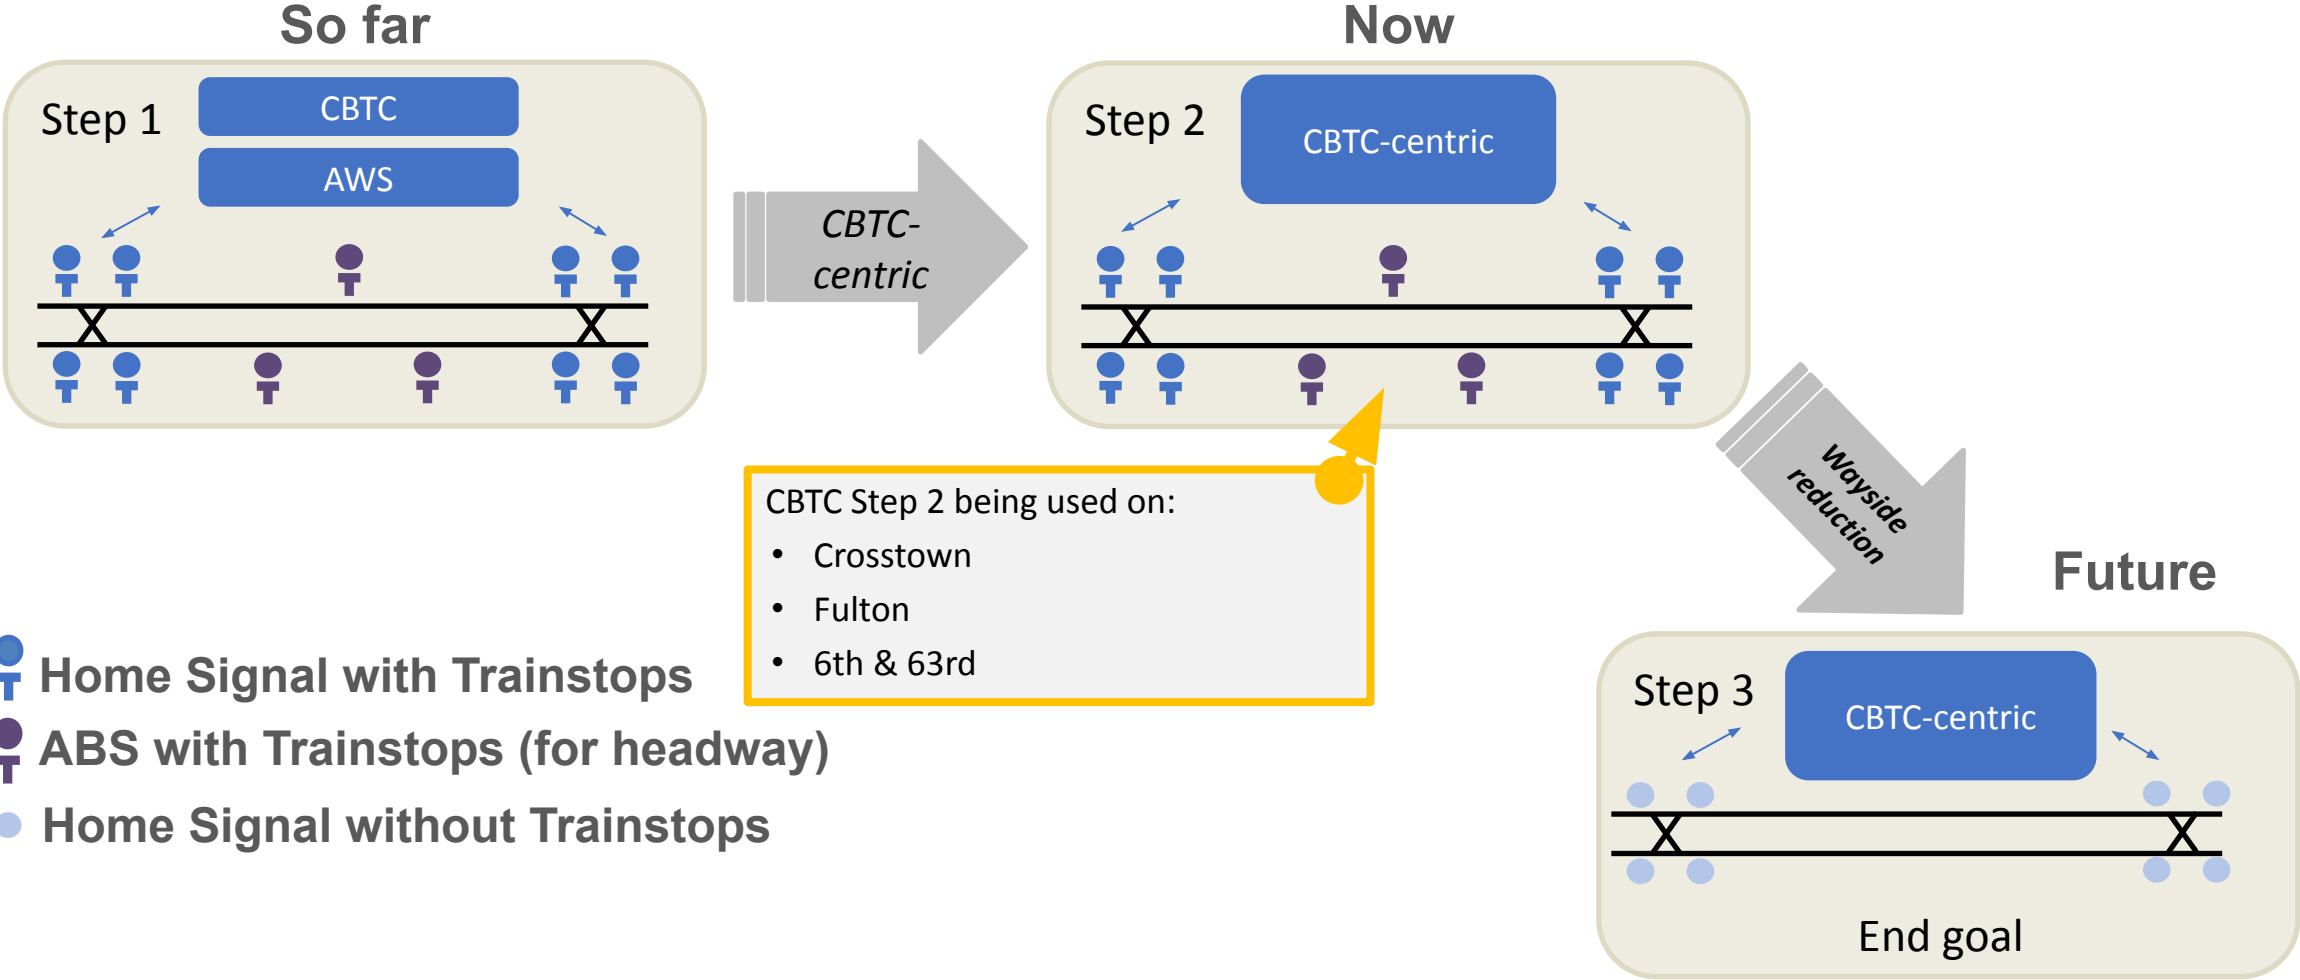 So far
Step 1
CBTC
AWS
CBTC-
centric
Now
Step 2
CBTC-centric
CBTC Step 2 being used on:
• Crosstown
• Fulton
• 6th & 63rd
Wayside
reduction
Future
Step 3
CBTC-centric
End goal
Home Signal with Trainstops
ABS with Trainstops (for headway)
Home Signal without Trainstops